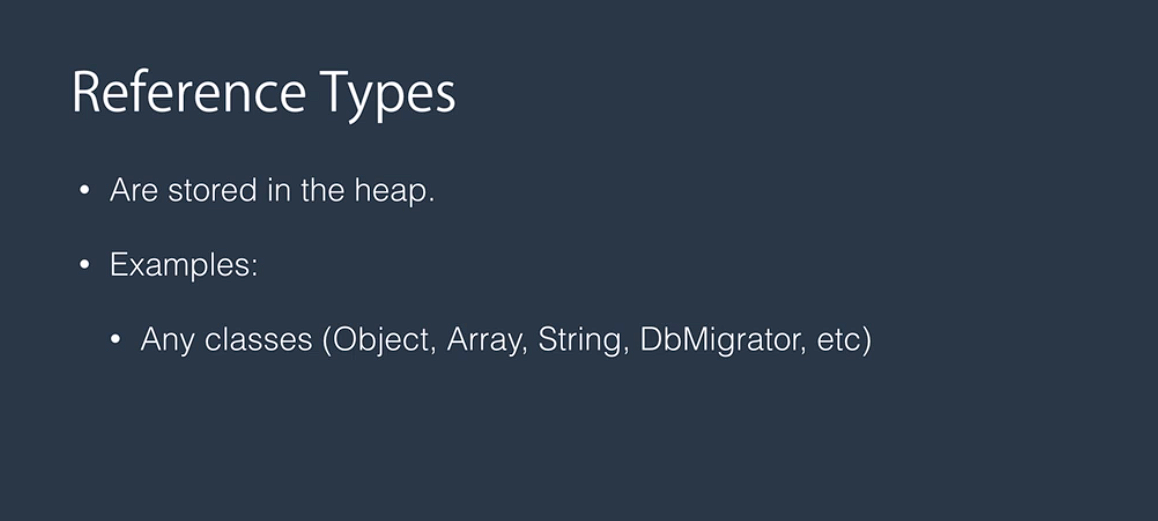 Reference Types
• Are stored in the heap.
• Examples:
• Any classes (Object, Array, String, DbMigrator, etc)